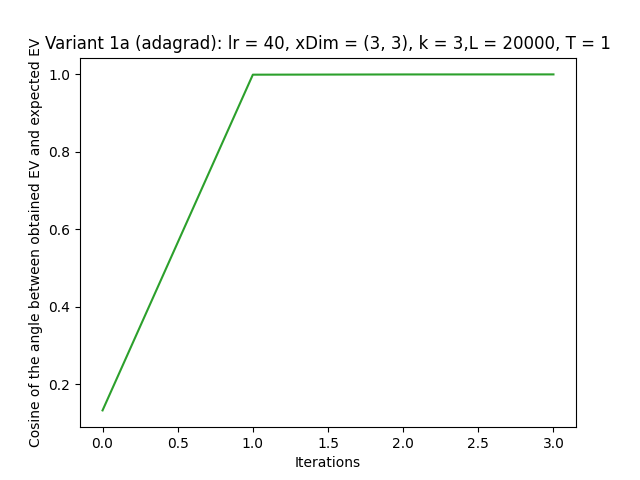 Variant 1a (adagrad): lr = 40, xDim = (3, 3), k = 3,L = 20000, T = 1
Cosine of the angle between obtained EV and expected EV
1.0
0.8
0.6
0.4
0.2
0.0 0.5 1.0 1.5 2.0 2.5 3.0
Iterations